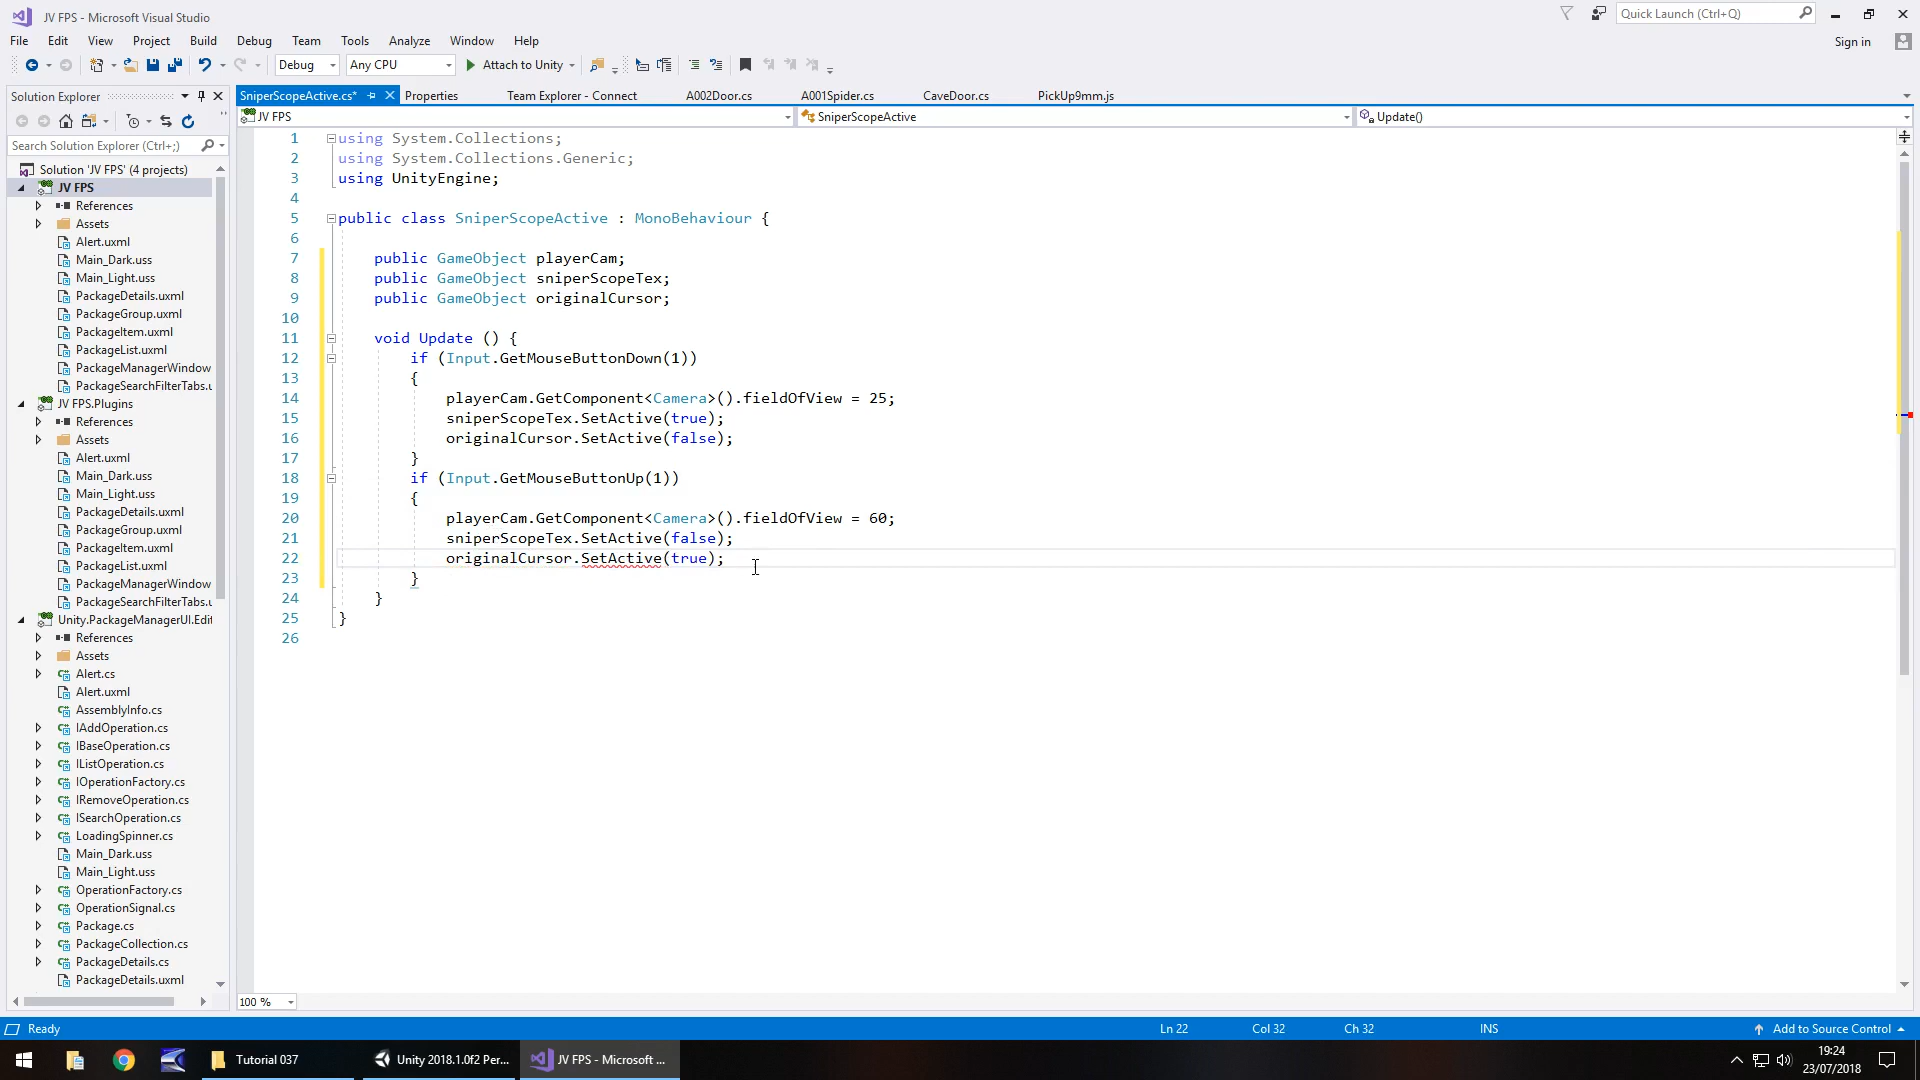 JV FPS - Microsoft Visual Studio
Quick Launch (Ctrl+Q)
File Edit View Project Build Debug Team Tools Analyze Window Help
Sign in
Debug Any CPU Attach to Unity
Solution Explorer
SniperScopeActive.cs* Properties Team Explorer - Connect A002Door.cs A001Spider.cs CaveDoor.cs PickUp9mm.js
JV FPS SniperScopeActive Update()
Search Solution Explorer (Ctrl+;)
Solution 'JV FPS' (4 projects)
JV FPS
References
Assets
Alert.uxml
Main_Dark.uss
Main_Light.uss
PackageDetails.uxml
PackageGroup.uxml
PackageItem.uxml
PackageList.uxml
PackageManagerWindow
PackageSearchFilterTabs.u
JV FPS.Plugins
References
Assets
Alert.uxml
Main_Dark.uss
Main_Light.uss
PackageDetails.uxml
PackageGroup.uxml
PackageItem.uxml
PackageList.uxml
PackageManagerWindow
PackageSearchFilterTabs.u
Unity.PackageManagerUI.Edit
References
Assets
Alert.cs
Alert.uxml
AssemblyInfo.cs
IAddOperation.cs
IBaseOperation.cs
IListOperation.cs
IOperationFactory.cs
IRemoveOperation.cs
ISearchOperation.cs
LoadingSpinner.cs
Main_Dark.uss
Main_Light.uss
OperationFactory.cs
OperationSignal.cs
Package.cs
PackageCollection.cs
PackageDetails.cs
PackageDetails.uxml
1 using System.Collections;
2 using System.Collections.Generic;
3 using UnityEngine;
4
5 public class SniperScopeActive : MonoBehaviour {
6
7 public GameObject playerCam;
8 public GameObject sniperScopeTex;
9 public GameObject originalCursor;
10
11 void Update () {
12 if (Input.GetMouseButtonDown(1))
13 {
14 playerCam.GetComponent<Camera>().fieldOfView = 25;
15 sniperScopeTex.SetActive(true);
16 originalCursor.SetActive(false);
17 }
18 if (Input.GetMouseButtonUp(1))
19 {
20 playerCam.GetComponent<Camera>().fieldOfView = 60;
21 sniperScopeTex.SetActive(false);
22 originalCursor.SetActive(true);
23 }
24 }
25 }
26
100 %
Ready Ln 22 Col 32 Ch 32 INS Add to Source Control
Tutorial 037 Unity 2018.1.0f2 Per... JV FPS - Microsoft ...
19:24
23/07/2018